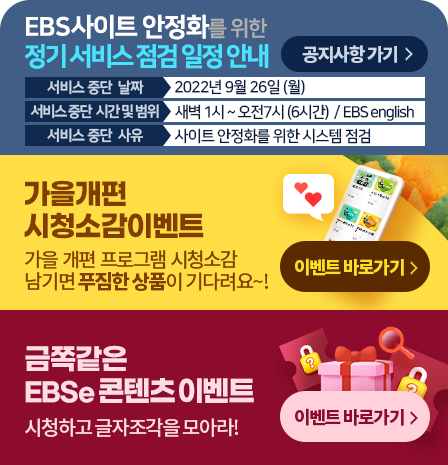 EBS사이트 안정화를 위한
정기 서비스 점검 일정 안내
공지사항 가기 >
서비스 중단 날짜 2022년 9월 26일 (월)
서비스 중단 시간 및 범위 새벽 1시 ~ 오전7시 (6시간) / EBS english
서비스 중단 사유 사이트 안정화를 위한 시스템 점검
가을개편
시청소감이벤트
가을 개편 프로그램 시청소감
남기면 푸짐한 상품이 기다려요~!
이벤트 바로가기 >
금쪽같은
EBSe 콘텐츠 이벤트
시청하고 글자조각을 모아라!
이벤트 바로가기 >